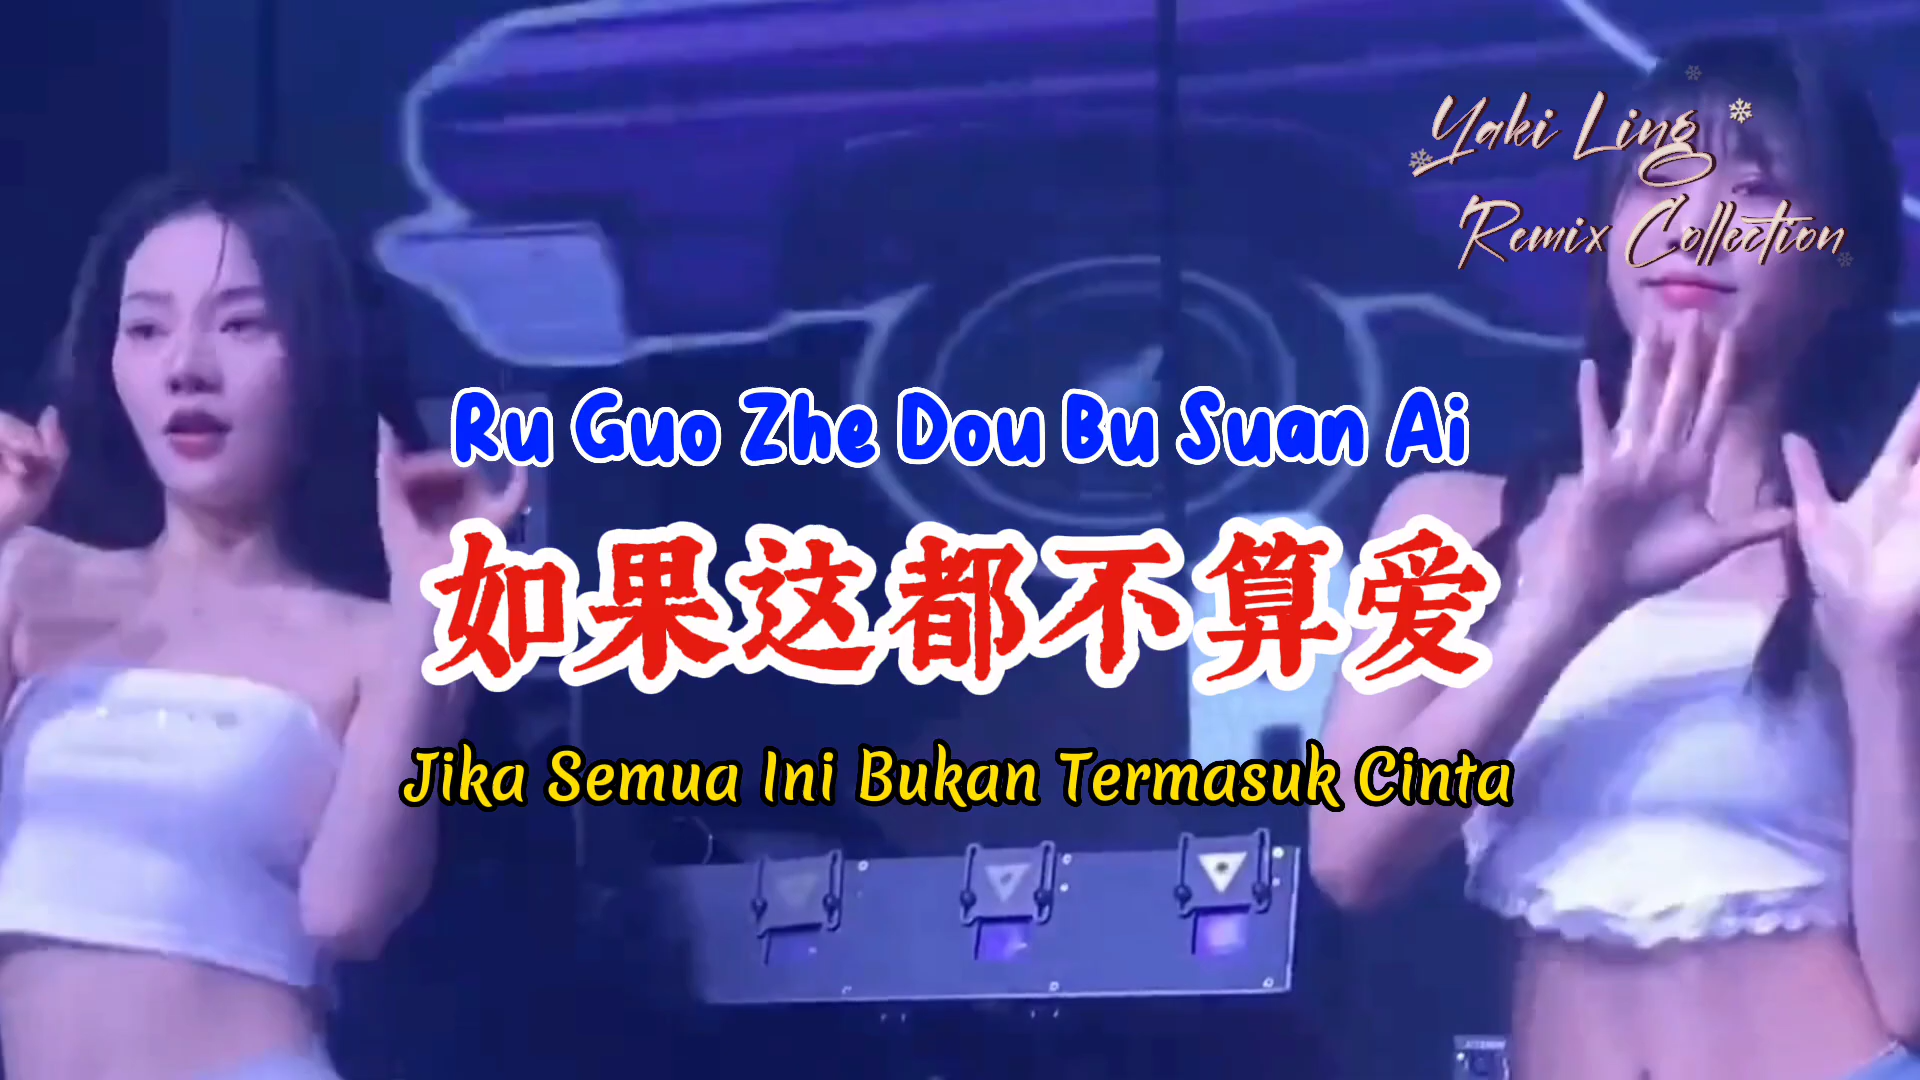 Yaki Ling
Remix Collection
Ru Guo Zhe Dou Bu Suan Ai
如果这都不算爱
Jika Semua Ini Bukan Termasuk Cinta